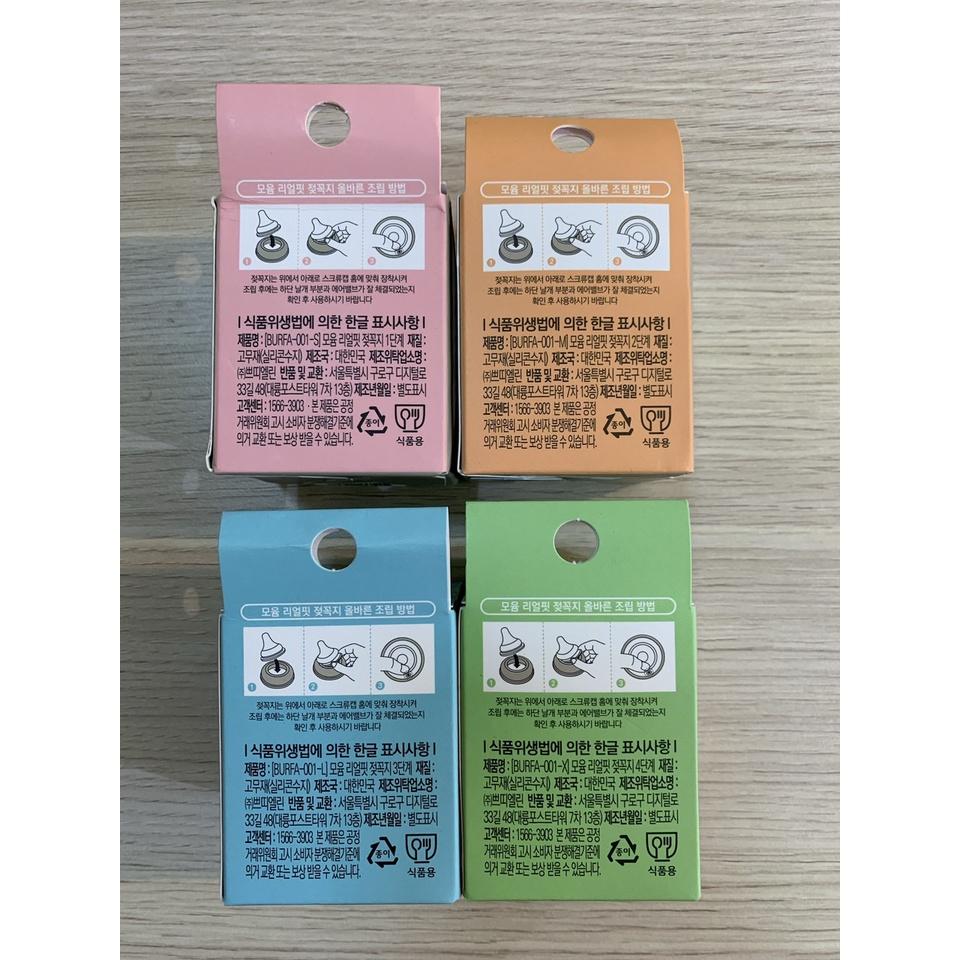 모윰 리얼핏 젖꼭지 올바른 조립 방법
1 2 3
젖꼭지는 위에서 아래로 스크류캡 홈에 맞춰 장착시켜
조립 후에는 하단 날개 부분과 에어밸브가 잘 체결되었는지
확인 후 사용하시기 바랍니다
| 식품위생법에 의한 한글 표시사항 |
제품명 : [BURFA-001-S] 모윰 리얼핏 젖꼭지 1단계 재질 :
고무재(실리콘수지) 제조국 : 대한민국 제조위탁업소명 :
㈜쁘띠엘린 반품 및 교환 : 서울특별시 구로구 디지털로
33길 48(대륭포스트타워 7차 13층) 제조년월일 : 별도표시
고객센터 : 1566-3903 · 본 제품은 공정
거래위원회 고시 소비자 분쟁해결기준에
의거 교환 또는 보상 받을 수 있습니다.
종이
식품용
모윰 리얼핏 젖꼭지 올바른 조립 방법
1 2 3
젖꼭지는 위에서 아래로 스크류캡 홈에 맞춰 장착시켜
조립 후에는 하단 날개 부분과 에어밸브가 잘 체결되었는지
확인 후 사용하시기 바랍니다
| 식품위생법에 의한 한글 표시사항 |
제품명 : [BURFA-001-M] 모윰 리얼핏 젖꼭지 2단계 재질 :
고무재(실리콘수지) 제조국 : 대한민국 제조위탁업소명 :
㈜쁘띠엘린 반품 및 교환 : 서울특별시 구로구 디지털로
33길 48(대륭포스트타워 7차 13층) 제조년월일 : 별도표시
고객센터 : 1566-3903 본 제품은 공정
거래위원회 고시 소비자 분쟁해결기준에
의거 교환 또는 보상 받을 수 있습니다.
종이
식품용
모윰 리얼핏 젖꼭지 올바른 조립 방법
1 2 3
젖꼭지는 위에서 아래로 스크류캡 홈에 맞춰 장착시켜
조립 후에는 하단 날개 부분과 에어밸브가 잘 체결되었는지
확인 후 사용하시기 바랍니다
| 식품위생법에 의한 한글 표시사항 |
제품명 : [BURFA-001-L] 모윰 리얼핏 젖꼭지 3단계 재질 :
고무재(실리콘수지) 제조국 : 대한민국 제조위탁업소명 :
㈜쁘띠엘린 반품 및 교환 : 서울특별시 구로구 디지털로
33길 48(대륭포스트타워 7차 13층) 제조년월일 : 별도표시
고객센터 : 1566-3903 본 제품은 공정
거래위원회 고시 소비자 분쟁해결기준에
의거 교환 또는 보상 받을 수 있습니다.
종이
식품용
모윰 리얼핏 젖꼭지 올바른 조립 방법
1 2 3
젖꼭지는 위에서 아래로 스크류캡 홈에 맞춰 장착시켜
조립 후에는 하단 날개 부분과 에어밸브가 잘 체결되었는지
확인 후 사용하시기 바랍니다
| 식품위생법에 의한 한글 표시사항 |
제품명 : [BURFA-001-X] 모윰 리얼핏 젖꼭지 4단계 재질 :
고무재(실리콘수지) 제조국 : 대한민국 제조위탁업소명 :
㈜쁘띠엘린 반품 및 교환 : 서울특별시 구로구 디지털로
33길 48(대륭포스트타워 7차 13층) 제조년월일 : 별도표시
고객센터 : 1566-3903 본 제품은 공정
거래위원회 고시 소비자 분쟁해결기준에
의거 교환 또는 보상 받을 수 있습니다.
종이
식품용